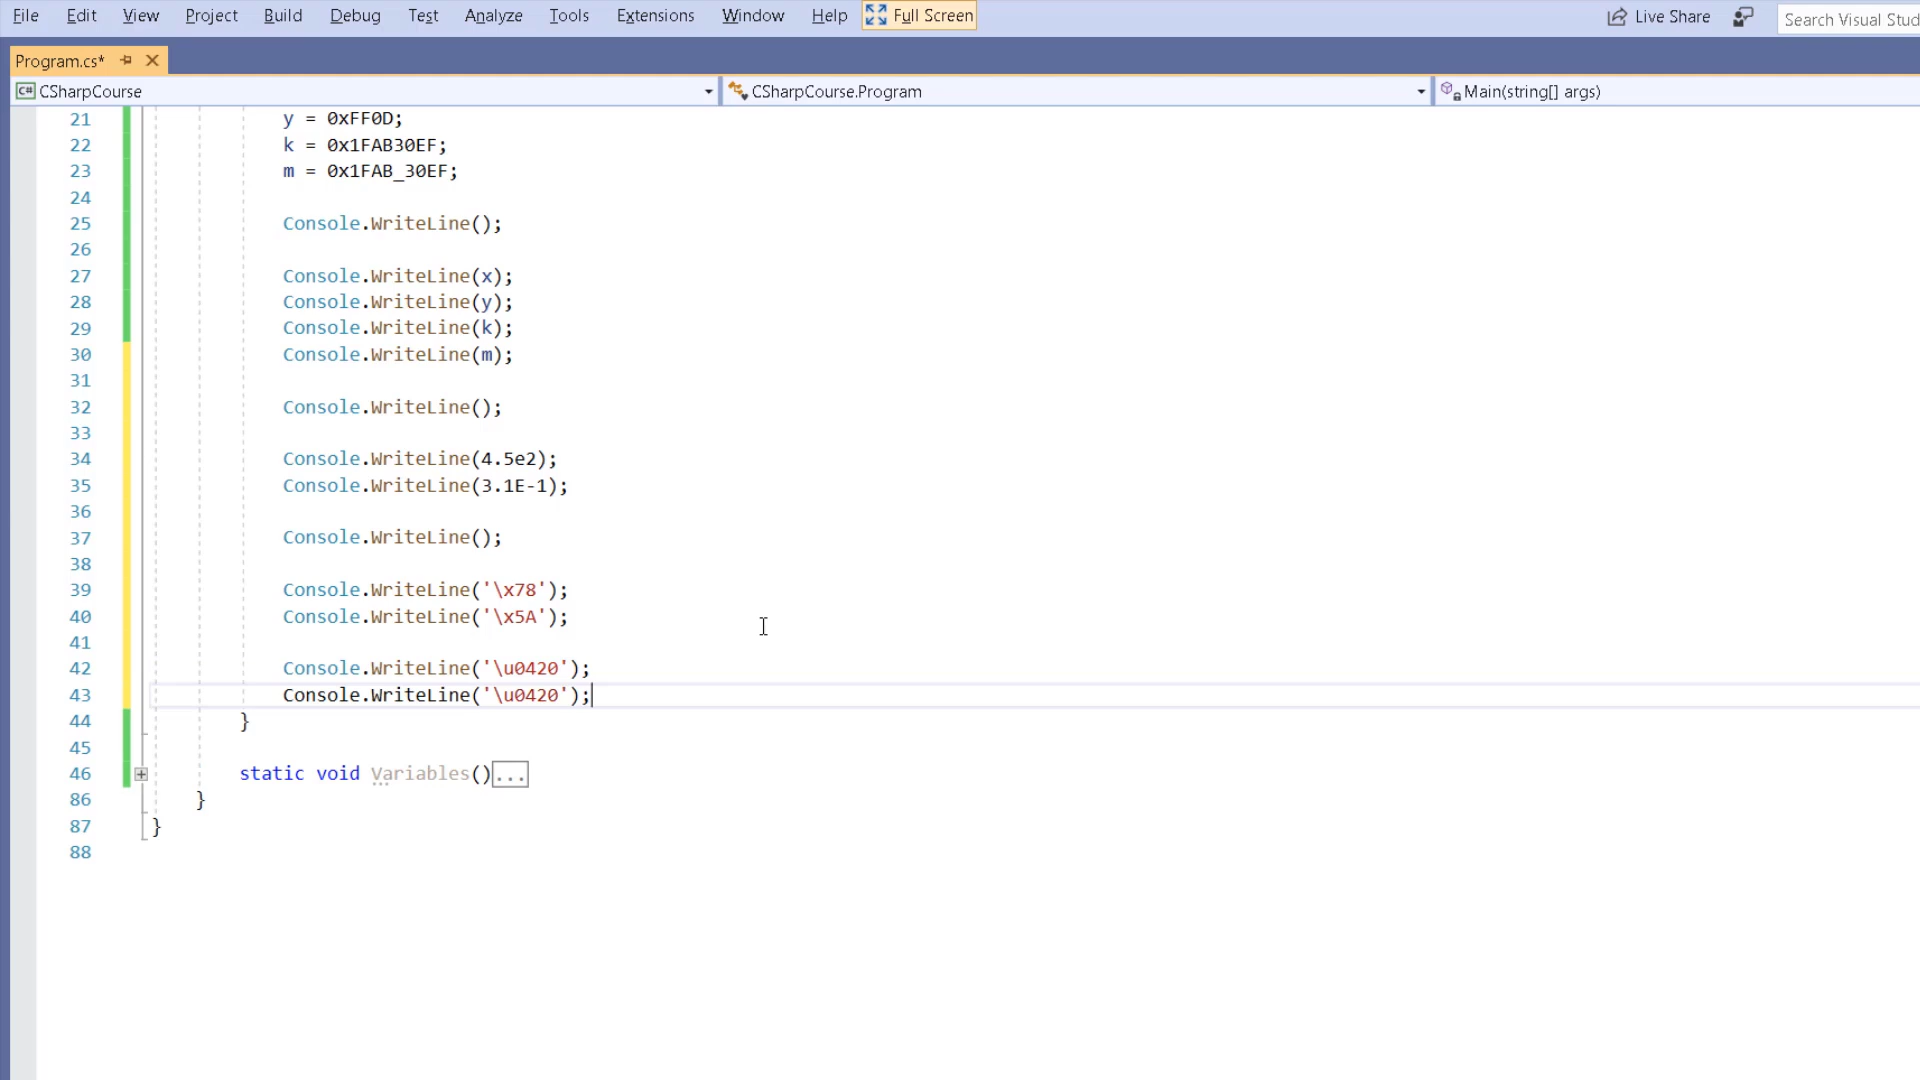 File Edit View Project Build Debug Test Analyze Tools Extensions Window Help Full Screen Live Share Search Visual Stud
Program.cs*
C# CSharpCourse CSharpCourse.Program Main(string[] args)
21 y = 0xFF0D;
22 k = 0x1FAB30EF;
23 m = 0x1FAB_30EF;
24
25 Console.WriteLine();
26
27 Console.WriteLine(x);
28 Console.WriteLine(y);
29 Console.WriteLine(k);
30 Console.WriteLine(m);
31
32 Console.WriteLine();
33
34 Console.WriteLine(4.5e2);
35 Console.WriteLine(3.1E-1);
36
37 Console.WriteLine();
38
39 Console.WriteLine('\x78');
40 Console.WriteLine('\x5A');
41
42 Console.WriteLine('\u0420');
43 Console.WriteLine('\u0420');
44 }
45
46 static void Variables()...
86 }
87 }
88